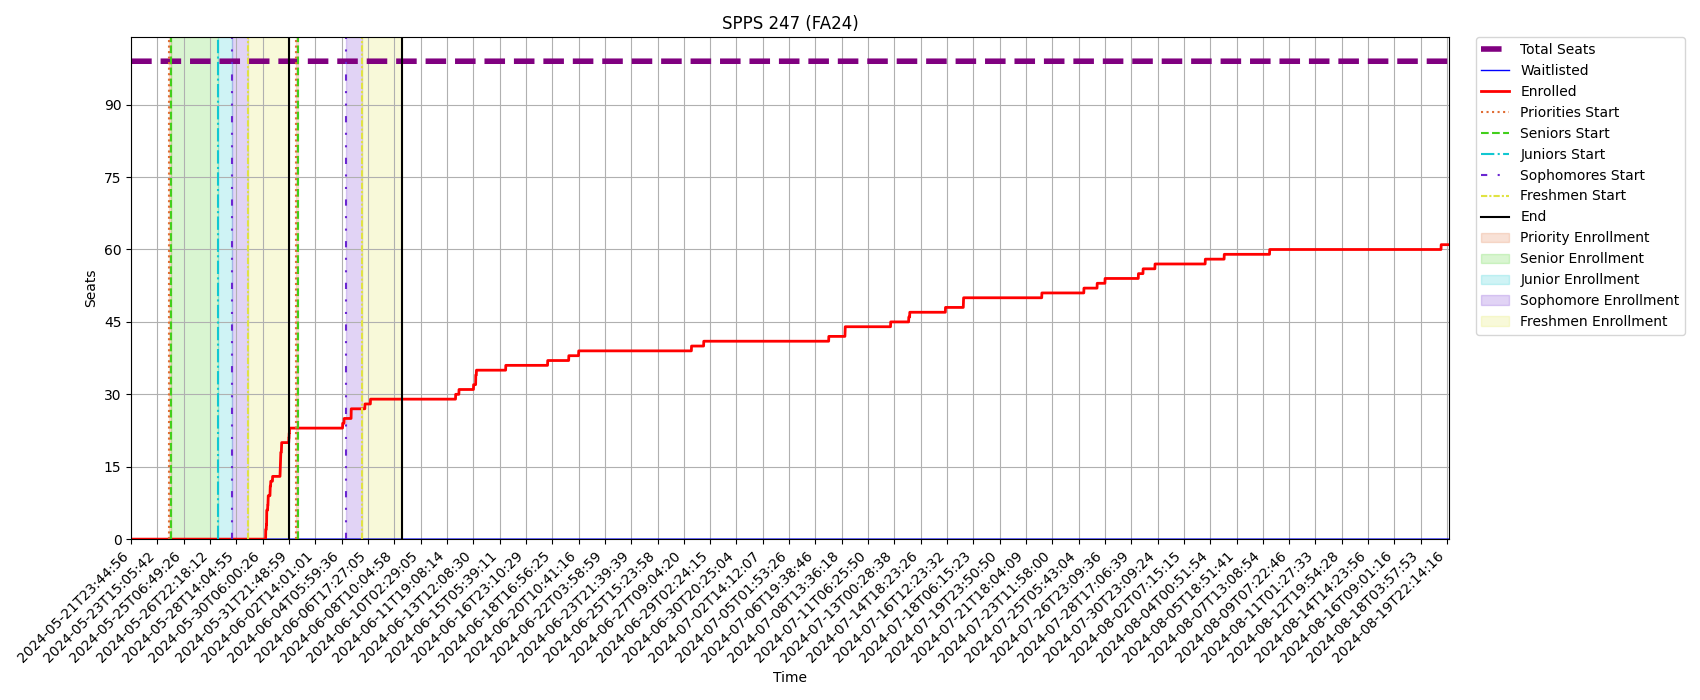 SPPS 247 (FA24)
Total Seats
Waitlisted
Enrolled
Priorities Start
Seniors Start
Juniors Start
Sophomores Start
Freshmen Start
End
Priority Enrollment
Senior Enrollment
Junior Enrollment
Sophomore Enrollment
Freshmen Enrollment
Seats
90
75
60
45
30
15
0
2024-05-21T23:44:56
2024-05-23T15:05:42
2024-05-25T06:49:26
2024-05-26T22:18:12
2024-05-28T14:04:55
2024-05-30T06:00:26
2024-05-31T21:48:59
2024-06-02T14:01:01
2024-06-04T05:59:36
2024-06-06T17:27:05
2024-06-08T10:04:58
2024-06-10T02:29:05
2024-06-11T19:08:14
2024-06-13T12:08:30
2024-06-15T05:39:11
2024-06-16T23:10:29
2024-06-18T16:56:25
2024-06-20T10:41:16
2024-06-22T03:58:59
2024-06-23T21:39:39
2024-06-25T15:23:58
2024-06-27T09:04:20
2024-06-29T02:24:15
2024-06-30T20:25:04
2024-07-02T14:12:07
2024-07-05T01:53:26
2024-07-06T19:38:46
2024-07-08T13:36:18
2024-07-11T06:25:50
2024-07-13T00:28:38
2024-07-14T18:23:26
2024-07-16T12:23:32
2024-07-18T06:15:23
2024-07-19T23:50:50
2024-07-21T18:04:09
2024-07-23T11:58:00
2024-07-25T05:43:04
2024-07-26T23:09:36
2024-07-28T17:06:39
2024-07-30T23:09:24
2024-08-02T07:15:15
2024-08-04T00:51:54
2024-08-05T18:51:41
2024-08-07T13:08:54
2024-08-09T07:22:46
2024-08-11T01:27:33
2024-08-12T19:54:28
2024-08-14T14:23:56
2024-08-16T09:01:16
2024-08-18T03:57:53
2024-08-19T22:14:16
Time